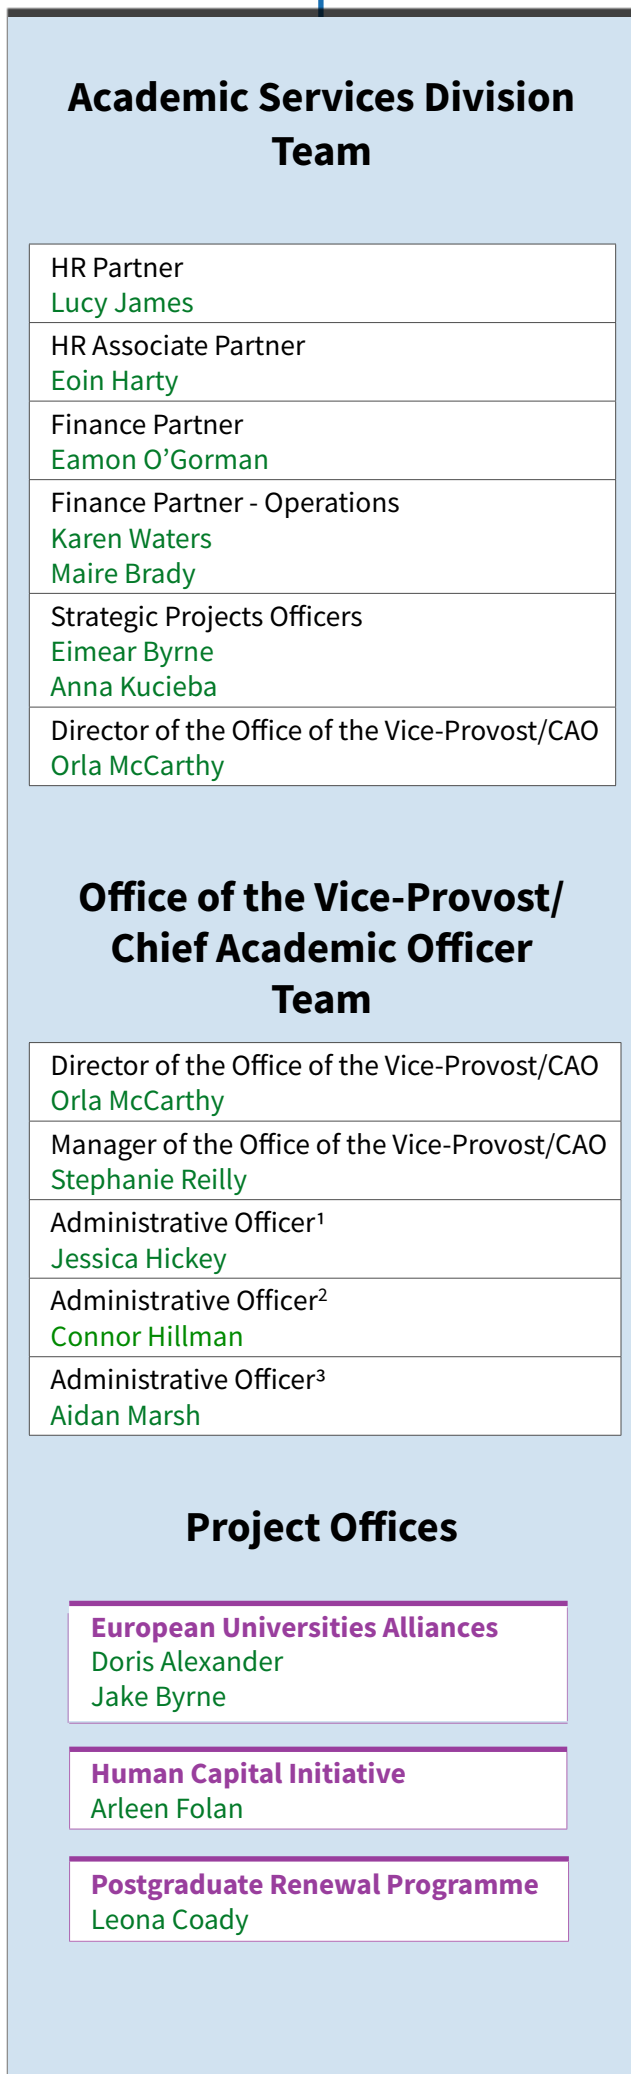 Academic Services Division
Team
HR Partner
Lucy James
HR Associate Partner
Eoin Harty
Finance Partner
Eamon O’Gorman
Finance Partner - Operations
Karen Waters
Maire Brady
Strategic Projects Officers
Eimear Byrne
Anna Kucieba
Director of the Office of the Vice-Provost/CAO
Orla McCarthy
Office of the Vice-Provost/
Chief Academic Officer
Team
Director of the Office of the Vice-Provost/CAO
Orla McCarthy
Manager of the Office of the Vice-Provost/CAO
Stephanie Reilly
Administrative Officer¹
Jessica Hickey
Administrative Officer²
Connor Hillman
Administrative Officer³
Aidan Marsh
Project Offices
European Universities Alliances
Doris Alexander
Jake Byrne
Human Capital Initiative
Arleen Folan
Postgraduate Renewal Programme
Leona Coady